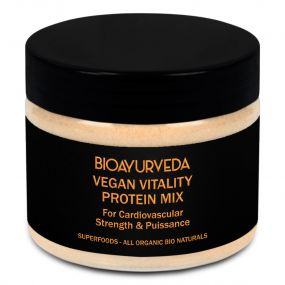 BIOAYURVEDA
VEGAN VITALITY
PROTEIN MIX
For Cardiovascular
Strength & Puissance
SUPERFOODS - ALL ORGANIC BIO NATURALS